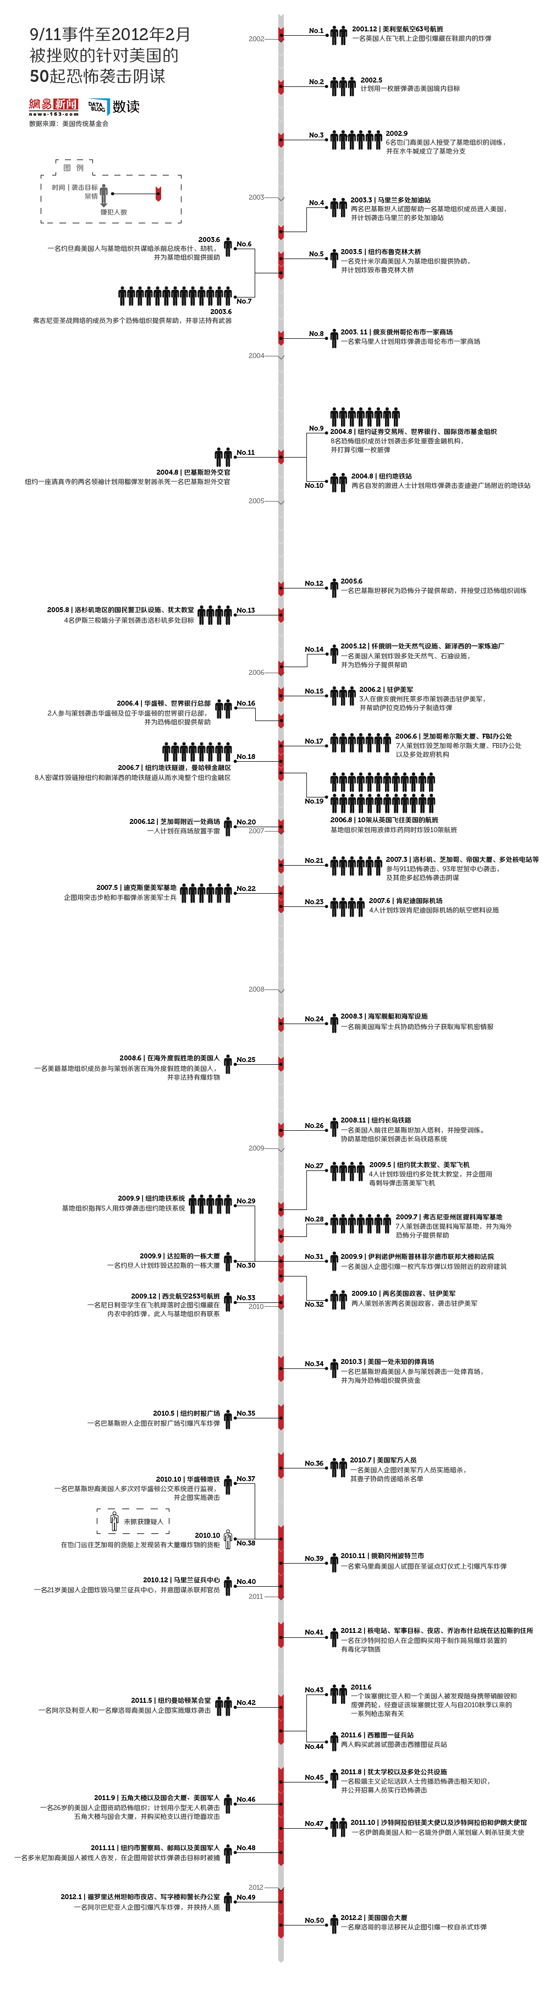 9/11事件至2012年2月
被挫败的针对美国的
50起恐怖袭击阴谋
網易 新闻
news·163·com
DATA BLOG 数读
数据来源：美国传统基金会
图 例
时间 | 袭击目标
案情
嫌犯人数
2002
No.1
2001.12 | 美利坚航空63号航班
一名英国人在飞机上企图引爆藏在鞋跟内的炸弹
No.2
2002.5
计划用一枚脏弹袭击美国境内目标
No.3
2002.9
6名也门裔美国人接受了基地组织的训练，
并在水牛城成立了基地分支
2003
No.4
2003.3 | 马里兰多处加油站
两名巴基斯坦人试图帮助一名基地组织成员进入美国，
并计划袭击马里兰的多处加油站
2003.6
No.6
一名约旦裔美国人与基地组织共谋暗杀前总统布什、劫机，
并为基地组织提供援助
No.5
2003.5 | 纽约布鲁克林大桥
一名克什米尔裔美国人为基地组织提供协助，
并计划炸毁布鲁克林大桥
No.7
2003.6
弗吉尼亚圣战网络的成员为多个恐怖组织提供帮助，并非法持有武器
No.8
2003. 11 | 俄亥俄州哥伦布市一家商场
一名索马里人计划用炸弹袭击哥伦布市一家商场
2004
No.9
2004.8 | 纽约证券交易所、世界银行、国际货币基金组织
8名恐怖组织成员计划袭击多处重要金融机构，
并打算引爆一枚脏弹
No.11
2004.8 | 巴基斯坦外交官
纽约一座清真寺的两名领袖计划用榴弹发射器杀死一名巴基斯坦外交官
No.10
2004.8 | 纽约地铁站
两名自发的激进人士计划用炸弹袭击麦迪逊广场附近的地铁站
2005
No.12
2005.6
一名巴基斯坦移民为恐怖分子提供帮助，并接受过恐怖组织训练
2005.8 | 洛杉矶地区的国民警卫队设施、犹太教堂
No.13
4名伊斯兰极端分子策划袭击洛杉矶多处目标
No.14
2005.12 | 怀俄明一处天然气设施、新泽西的一家炼油厂
一名美国人策划炸毁多处天然气、石油设施，
并为恐怖分子提供帮助
2006
No.15
2006.2 | 驻伊美军
3人在俄亥俄州托莱多市策划袭击驻伊美军，
并帮助伊拉克恐怖分子制造炸弹
2006.4 | 华盛顿、世界银行总部
No.16
2人参与策划袭击华盛顿及位于华盛顿的世界银行总部，
并为恐怖组织提供帮助
No.17
2006.6 | 芝加哥希尔斯大厦、FBI办公处
7人策划炸毁芝加哥希尔斯大厦、FBI办公处
以及多处政府机构
No.18
2006.7 | 纽约地铁隧道，曼哈顿金融区
8人密谋炸毁链接纽约和新泽西的地铁隧道从而水淹整个纽约金融区
No.19
2006.8 | 10架从英国飞往美国的航班
基地组织策划用液体炸药同时炸毁10架航班
2006.12 | 芝加哥附近一处商场
No.20
一人计划在商场放置手雷
2007
No.21
2007.3 | 洛杉机、芝加哥、帝国大厦、多处核电站等
参与911恐怖袭击、93年世贸中心袭击，
及其他多起恐怖袭击阴谋
2007.5 | 迪克斯堡美军基地
No.22
企图用突击步枪和手榴弹杀害美军士兵
No.23
2007.6 | 肯尼迪国际机场
4人计划炸毁肯尼迪国际机场的航空燃料设施
2008
No.24
2008.3 | 海军舰艇和海军设施
一名前美国海军士兵协助恐怖分子获取海军机密情报
2008.6 | 在海外度假胜地的美国人
No.25
一名美籍基地组织成员参与策划杀害在海外度假胜地的美国人，
并非法持有爆炸物
No.26
2008.11 | 纽约长岛铁路
一名美国人前往巴基斯坦加入塔利，并接受训练。
协助基地组织策划袭击长岛铁路系统
2009
No.27
2009.5 | 纽约犹太教堂、美军飞机
4人计划炸毁纽约多处犹太教堂，并企图用
毒刺导弹击落美军飞机
2009.9 | 纽约地铁系统
No.29
基地组织指挥5人用炸弹袭击纽约地铁系统
No.28
2009.7 | 弗吉尼亚州匡提科海军基地
7人策划袭击匡提科海军基地，并为海外
恐怖分子提供帮助
2009.9 | 达拉斯的一栋大厦
No.30
一名约旦人计划炸毁达拉斯的一栋大厦
No.31
2009.9 | 伊利诺伊州斯普林菲尔德市联邦大楼和法院
一名美国人企图引爆一枚汽车炸弹以炸毁附近的政府建筑
2009.12 | 西北航空253号航班
No.33
一名尼日利亚学生在飞机降落时企图引爆藏在
内衣中的炸弹，此人与基地组织有联系
No.32
2009.10 | 两名美国政客、驻伊美军
两人策划杀害两名美国政客，袭击驻伊美军
2010
No.34
2010.3 | 美国一处未知的体育场
一名巴基斯坦裔美国人参与策划袭击一处体育场，
并为海外恐怖组织提供资金
2010.5 | 纽约时报广场
No.35
一名巴基斯坦人企图在时报广场引爆汽车炸弹
No.36
2010.7 | 美国军方人员
一名美国人企图对美军方人员实施暗杀，
其妻子协助传递暗杀名单
2010.10 | 华盛顿地铁
No.37
一名巴基斯坦裔美国人多次对华盛顿公交系统进行监视，
并企图实施袭击
未抓获嫌疑人
2010.10
No.38
在也门运往芝加哥的货船上发现装有大量爆炸物的货柜
No.39
2010.11 | 俄勒冈州波特兰市
一名索马里裔美国人试图在圣诞点灯仪式上引爆汽车炸弹
2010.12 | 马里兰征兵中心
No.40
一名21岁美国人企图炸毁马里兰征兵中心，并意图谋杀联邦官员
2011
No.41
2011.2 | 核电站、军事目标、夜店、乔治布什总统在达拉斯的住所
一名在沙特阿拉伯人在企图购买用于制作简易爆炸装置的
有毒化学物质
2011.5 | 纽约曼哈顿某会堂
No.42
一名阿尔及利亚人和一名摩洛哥裔美国人企图实施爆炸袭击
No.43
2011.6
一个埃塞俄比亚人和一个美国人被发现随身携带硝酸铵和
废弹药轮，经查证该埃塞俄比亚人与自2010秋季以来的
一系列枪击案有关
No.44
2011.6 | 西雅图一征兵站
两人购买武器试图袭击西雅图征兵站
No.45
2011.8 | 犹太学校以及多处公共设施
一名极端主义论坛活跃人士传播恐怖袭击相关知识，
并公开招募人员实行恐怖袭击
2011.9 | 五角大楼以及国会大厦，美国军人
No.46
一名26岁的美国人企图资助恐怖组织；计划用小型无人机袭击
五角大楼与国会大厦，并购买枪支以进行地面攻击
No.47
2011.10 | 沙特阿拉伯驻美大使以及沙特阿拉伯和伊朗大使馆
一名伊朗裔美国人和一名境外伊朗人策划雇人刺杀驻美大使
2011.11 | 纽约市警察局、邮局以及美国军人
No.48
一名多米尼加裔美国人被线人告发，在企图用管状炸弹袭击目标时被捕
2012
2012.1 | 福罗里达州坦帕市夜店、写字楼和警长办公室
No.49
一名阿尔巴尼亚人企图引爆汽车炸弹，并挟持人质
No.50
2012.2 | 美国国会大厦
一名摩洛哥的非法移民从企图引爆一枚自杀式炸弹